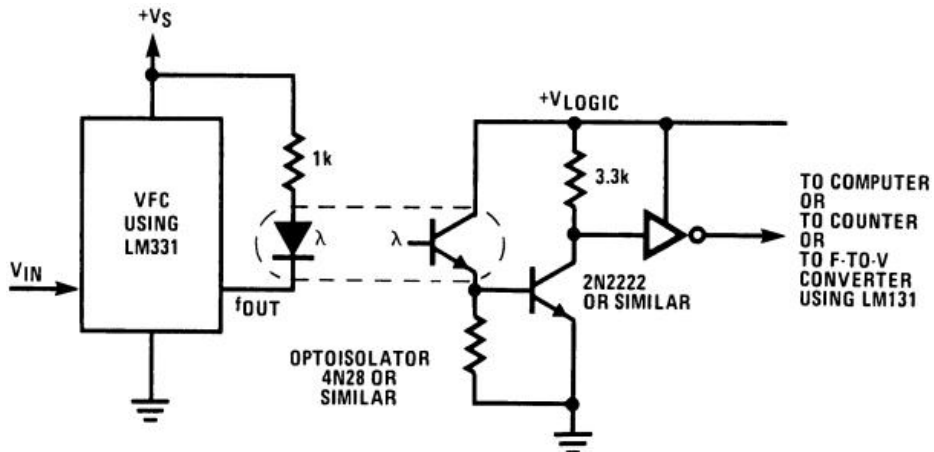 +VS
1k
VFC
USING
LM331
VIN
fOUT
λ
λ
OPTOISOLATOR
4N28 OR
SIMILAR
+VLOGIC
3.3k
2N2222
OR SIMILAR
TO COMPUTER
OR
TO COUNTER
OR
TO F-TO-V
CONVERTER
USING LM131